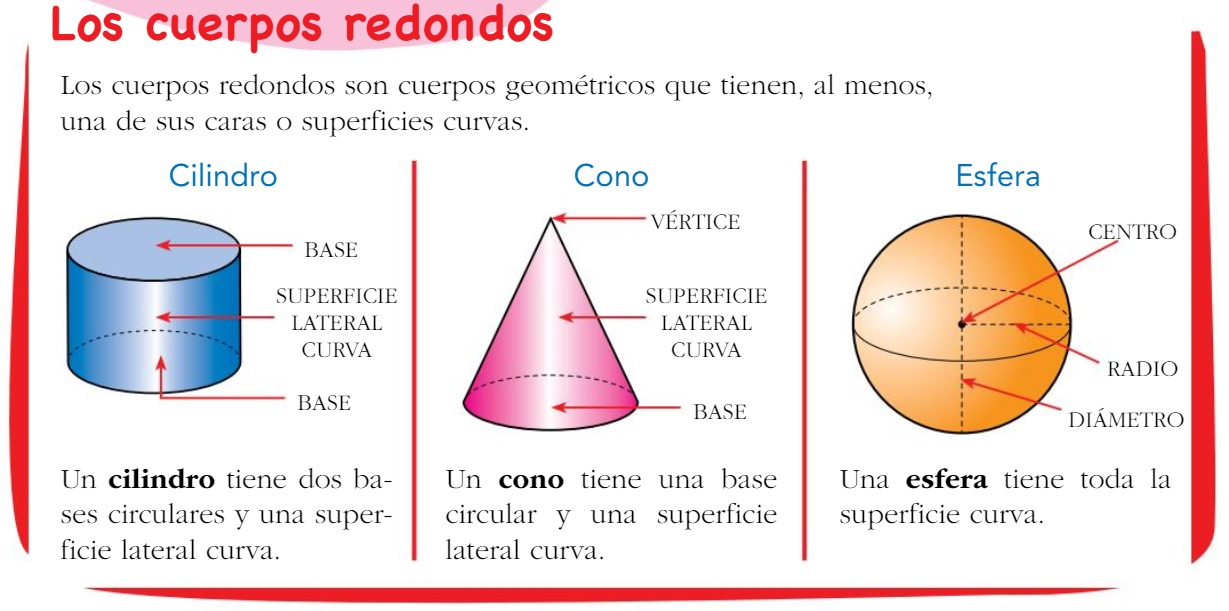 Los cuerpos redondos
Los cuerpos redondos son cuerpos geométricos que tienen, al menos,
una de sus caras o superficies curvas.
Cilindro
BASE
SUPERFICIE
LATERAL
CURVA
BASE
Un cilindro tiene dos ba-
ses circulares y una super-
ficie lateral curva.
Cono
VÉRTICE
SUPERFICIE
LATERAL
CURVA
BASE
Un cono tiene una base
circular y una superficie
lateral curva.
Esfera
CENTRO
RADIO
DIÁMETRO
Una esfera tiene toda la
superficie curva.